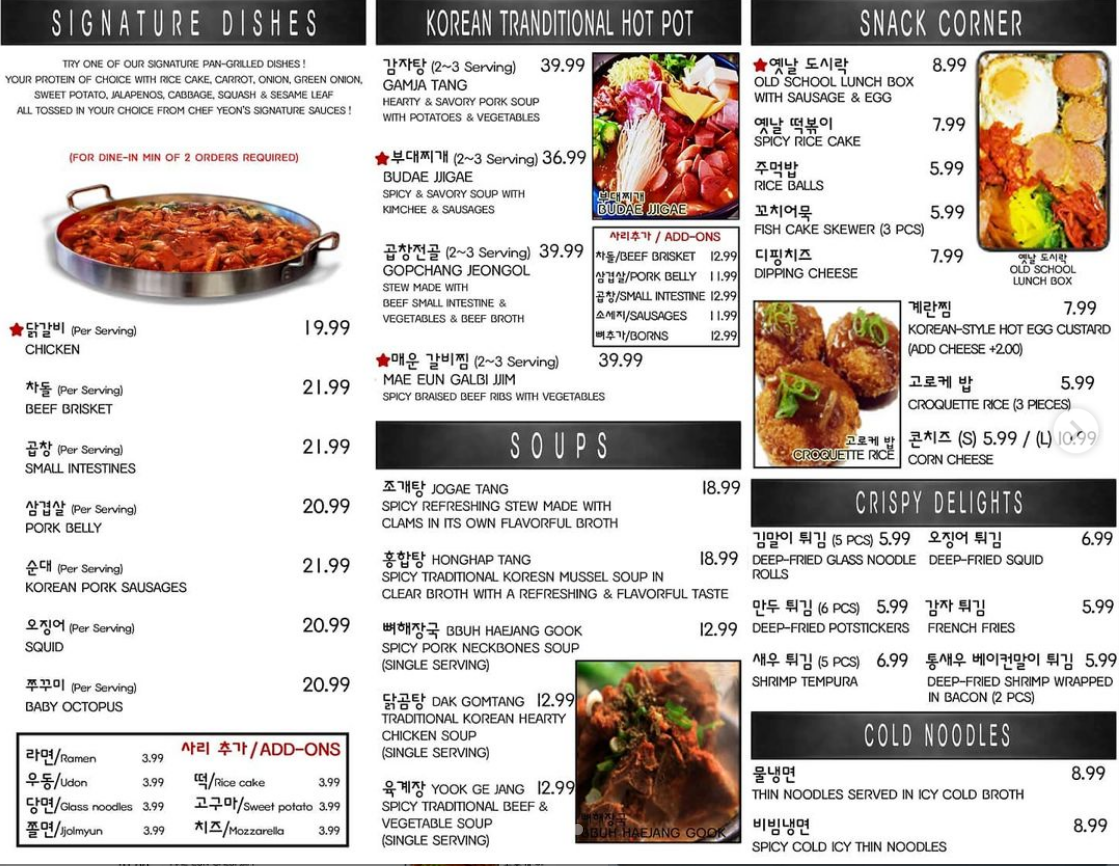 SIGNATURE DISHES
TRY ONE OF OUR SIGNATURE PAN-GRILLED DISHES !
YOUR PROTEIN OF CHOICE WITH RICE CAKE, CARROT, ONION, GREEN ONION,
SWEET POTATO, JALAPENOS, CABBAGE, SQUASH & SESAME LEAF
ALL TOSSED IN YOUR CHOICE FROM CHEF YEON'S SIGNATURE SAUCES !
(FOR DINE-IN MIN OF 2 ORDERS REQUIRED)
닭갈비 (Per Serving) 19.99
CHICKEN
차돌 (Per Serving) 21.99
BEEF BRISKET
곱창 (Per Serving) 21.99
SMALL INTESTINES
삼겹살 (Per Serving) 20.99
PORK BELLY
순대 (Per Serving) 21.99
KOREAN PORK SAUSAGES
오징어 (Per Serving) 20.99
SQUID
쭈꾸미 (Per Serving) 20.99
BABY OCTOPUS
사리 추가/ADD-ONS
라면/Ramen 3.99
우동/Udon 3.99
떡/Rice cake 3.99
당면/Glass noodles 3.99
고구마/Sweet potato 3.99
쫄면/Jjolmyun 3.99
치즈/Mozzarella 3.99
KOREAN TRANDITIONAL HOT POT
감자탕 (2~3 Serving) 39.99
GAMJA TANG
HEARTY & SAVORY PORK SOUP
WITH POTATOES & VEGETABLES
부대찌개 (2~3 Serving) 36.99
BUDAE JJIGAE
SPICY & SAVORY SOUP WITH
KIMCHEE & SAUSAGES
부대찌개
BUDAE JJIGAE
곱창전골 (2~3 Serving) 39.99
GOPCHANG JEONGOL
STEW MADE WITH
BEEF SMALL INTESTINE &
VEGETABLES & BEEF BROTH
사리추가 / ADD-ONS
차돌/BEEF BRISKET 12.99
삼겹살/PORK BELLY 11.99
곱창/SMALL INTESTINE 12.99
소세지/SAUSAGES 11.99
뼈추가/BORNS 12.99
매운 갈비찜 (2~3 Serving) 39.99
MAE EUN GALBI JJIM
SPICY BRAISED BEEF RIBS WITH VEGETABLES
SOUPS
조개탕 JOGAE TANG 18.99
SPICY REFRESHING STEW MADE WITH
CLAMS IN ITS OWN FLAVORFUL BROTH
홍합탕 HONGHAP TANG 18.99
SPICY TRADITIONAL KORESN MUSSEL SOUP IN
CLEAR BROTH WITH A REFRESHING & FLAVORFUL TASTE
뼈해장국 BBUH HAEJANG GOOK 12.99
SPICY PORK NECKBONES SOUP
(SINGLE SERVING)
닭곰탕 DAK GOMTANG 12.99
TRADITIONAL KOREAN HEARTY
CHICKEN SOUP
(SINGLE SERVING)
육계장 YOOK GE JANG 12.99
SPICY TRADITIONAL BEEF &
VEGETABLE SOUP
(SINGLE SERVING)
뼈해장국
BBUH HAEJANG GOOK
SNACK CORNER
옛날 도시락 8.99
OLD SCHOOL LUNCH BOX
WITH SAUSAGE & EGG
옛날 떡볶이 7.99
SPICY RICE CAKE
주먹밥 5.99
RICE BALLS
꼬치어묵 5.99
FISH CAKE SKEWER (3 PCS)
디핑치즈 7.99
DIPPING CHEESE
옛날 도시락
OLD SCHOOL
LUNCH BOX
계란찜 7.99
KOREAN-STYLE HOT EGG CUSTARD
(ADD CHEESE +2.00)
고로케 밥 5.99
CROQUETTE RICE (3 PIECES)
콘치즈 (S) 5.99 / (L) 10.99
CORN CHEESE
고로케 밥
CROQUETTE RICE
CRISPY DELIGHTS
김말이 튀김 (5 PCS) 5.99
DEEP-FRIED GLASS NOODLE
ROLLS
오징어 튀김 6.99
DEEP-FRIED SQUID
만두 튀김 (6 PCS) 5.99
DEEP-FRIED POTSTICKERS
감자 튀김 5.99
FRENCH FRIES
새우 튀김 (5 PCS) 6.99
SHRIMP TEMPURA
통새우 베이컨말이 튀김 5.99
DEEP-FRIED SHRIMP WRAPPED
IN BACON (2 PCS)
COLD NOODLES
물냉면 8.99
THIN NOODLES SERVED IN ICY COLD BROTH
비빔냉면 8.99
SPICY COLD ICY THIN NOODLES